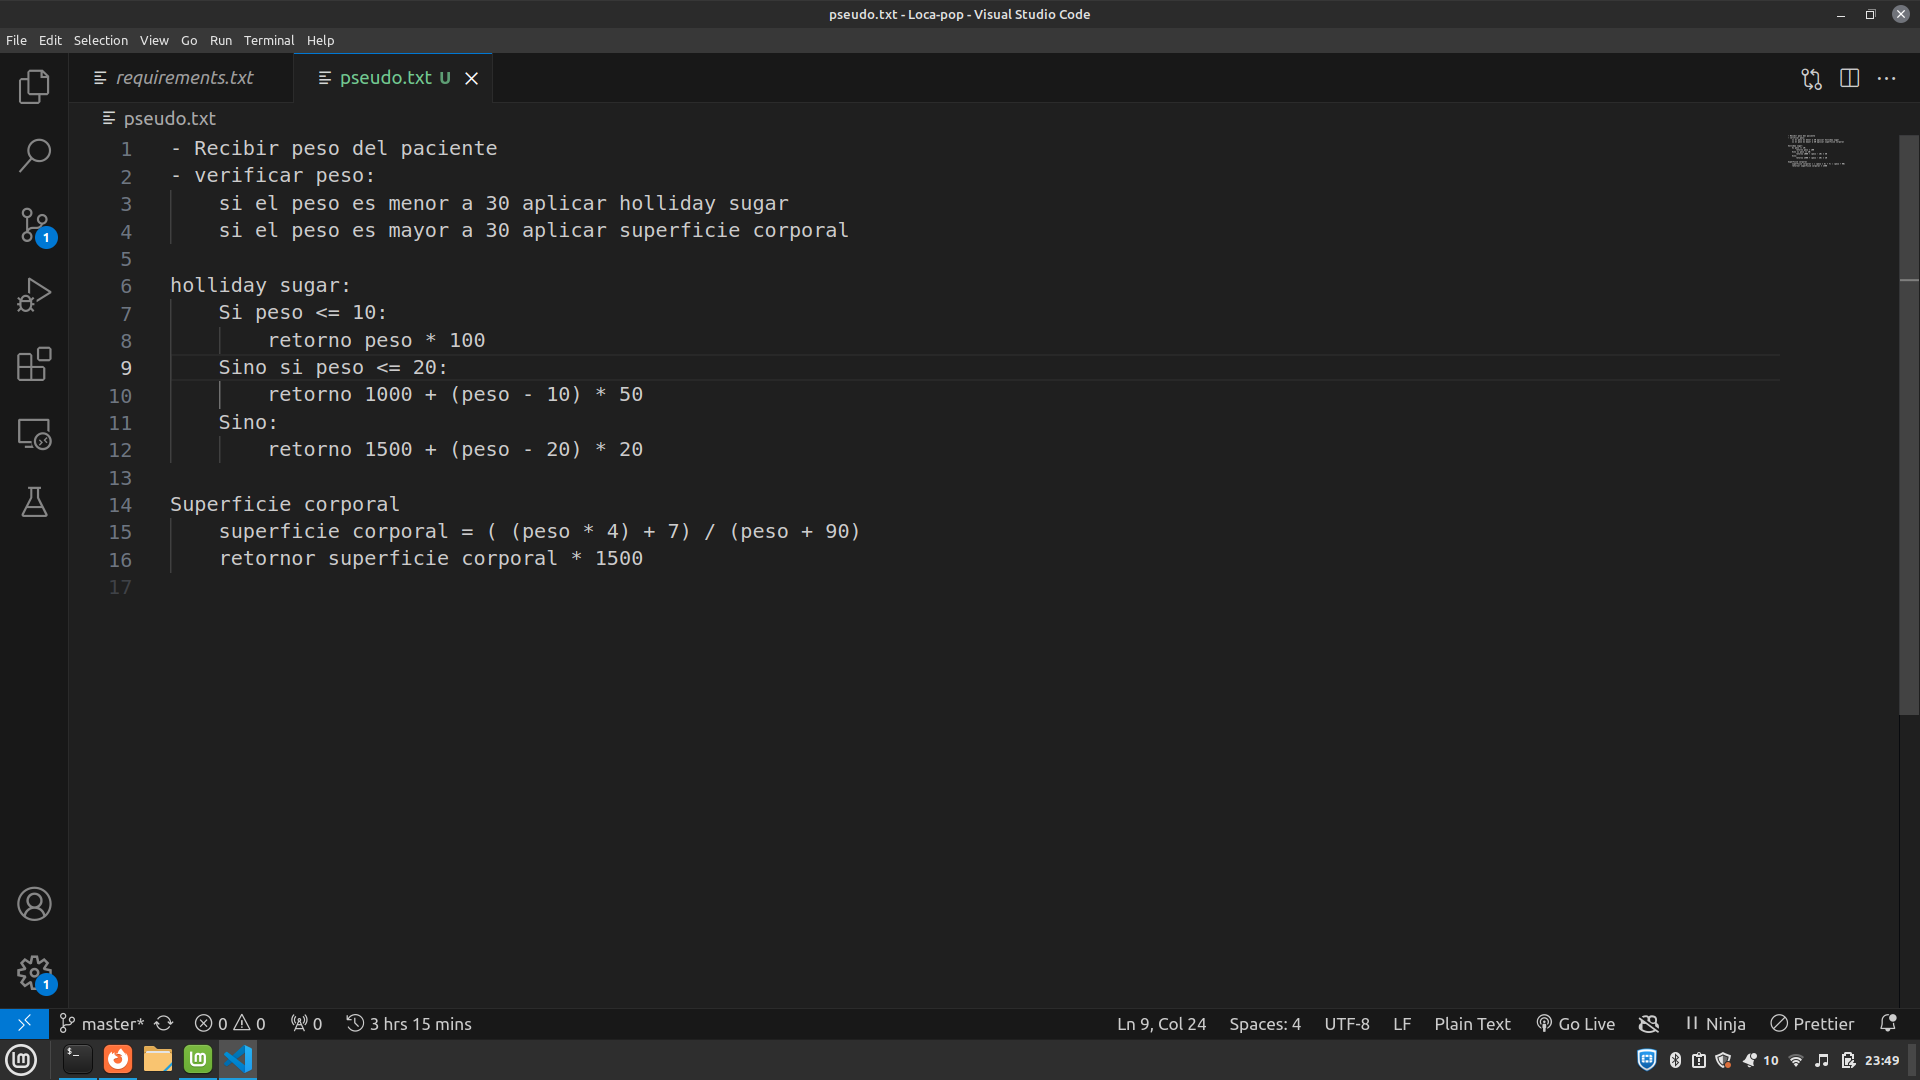 pseudo.txt - Loca-pop - Visual Studio Code
File Edit Selection View Go Run Terminal Help
requirements.txt
pseudo.txt U
pseudo.txt
1 - Recibir peso del paciente
2 - verificar peso:
3 si el peso es menor a 30 aplicar holliday sugar
4 si el peso es mayor a 30 aplicar superficie corporal
5
6 holliday sugar:
7 Si peso <= 10:
8 retorno peso * 100
9 Sino si peso <= 20:
10 retorno 1000 + (peso - 10) * 50
11 Sino:
12 retorno 1500 + (peso - 20) * 20
13
14 Superficie corporal
15 superficie corporal = ( (peso * 4) + 7) / (peso + 90)
16 retornor superficie corporal * 1500
17
1
1
master* 0 0 0 3 hrs 15 mins Ln 9, Col 24 Spaces: 4 UTF-8 LF Plain Text Go Live Ninja Prettier
10 23:49